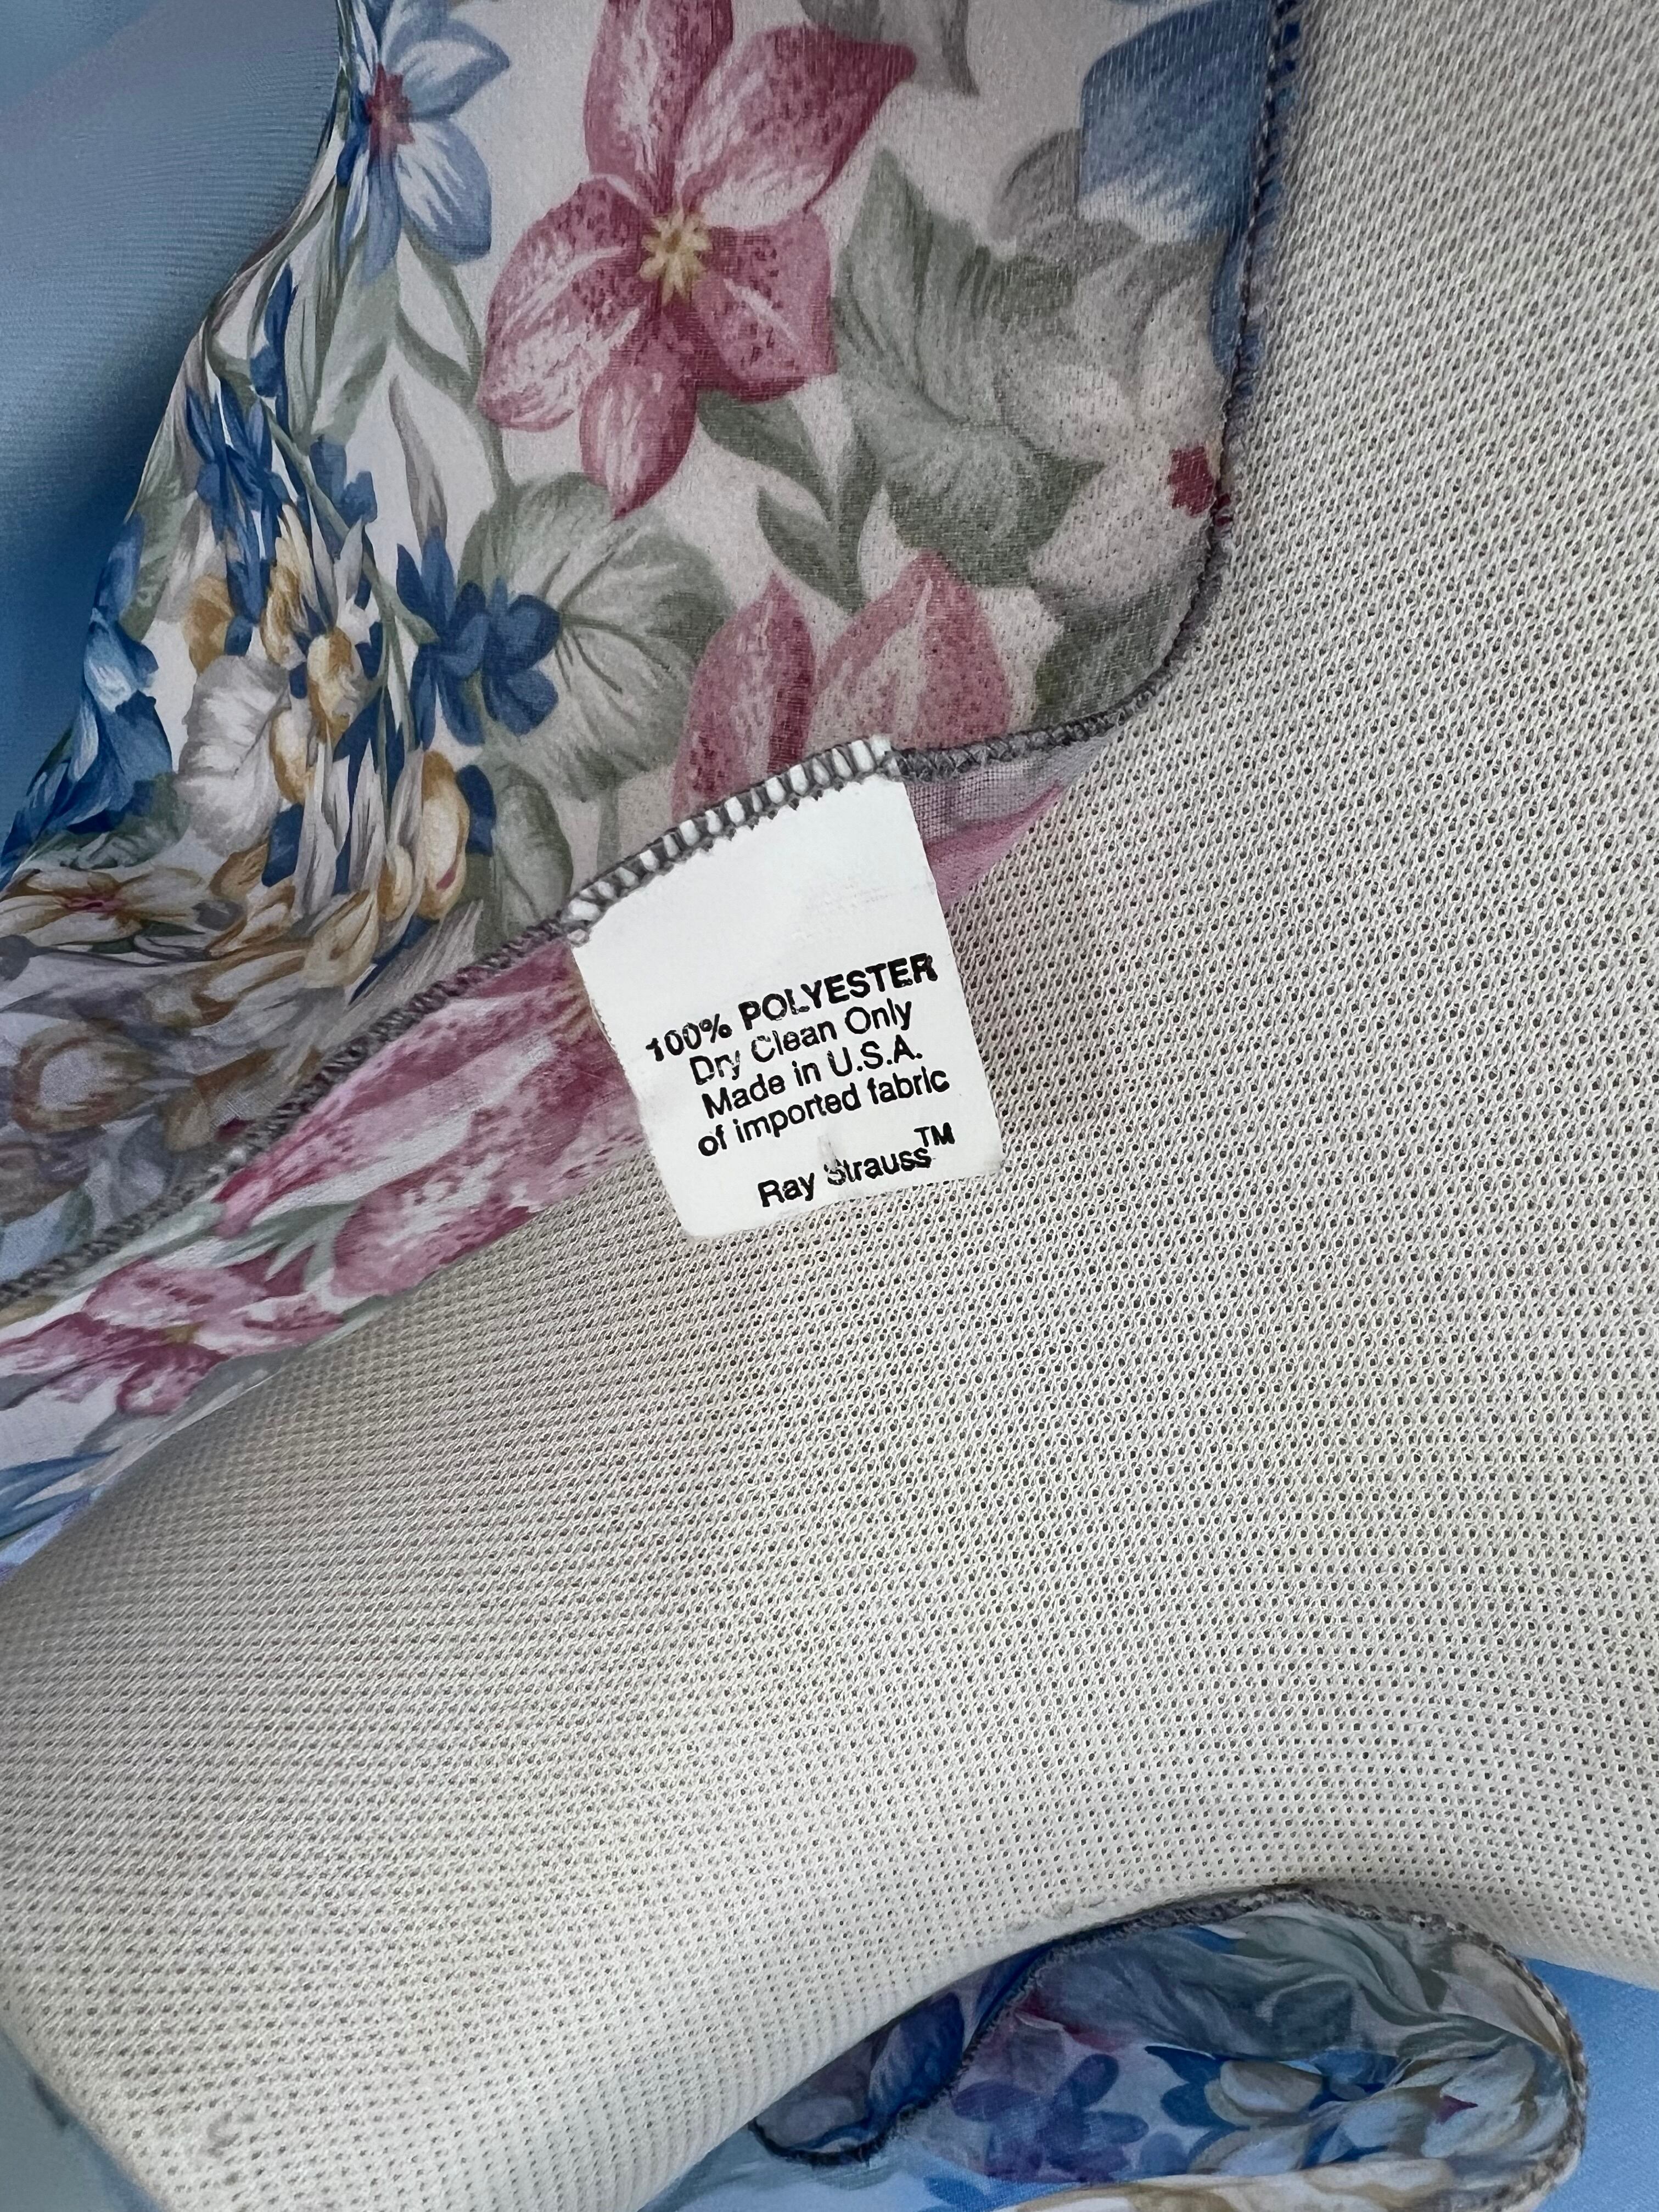 100% POLYESTER
Dry Clean Only
Made in U.S.A.
of imported fabric
Ray Strauss™